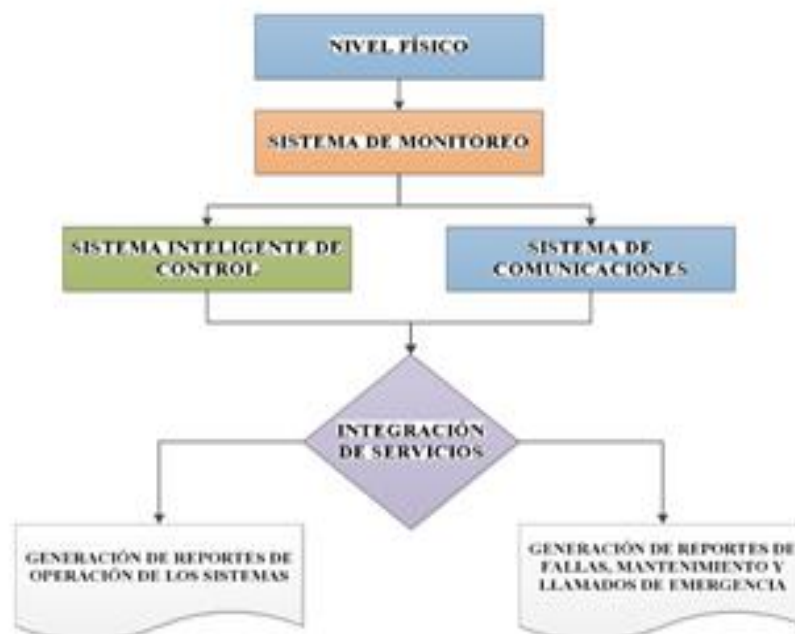 NIVEL FÍSICO
SISTEMA DE MONITOREO
SISTEMA INTELIGENTE DE
CONTROL
SISTEMA DE
COMUNICACIONES
INTEGRACIÓN
DE SERVICIOS
GENERACIÓN DE REPORTES DE
OPERACIÓN DE LOS SISTEMAS
GENERACIÓN DE REPORTES DE
FALLAS, MANTENIMIENTO Y
LLAMADOS DE EMERGENCIA